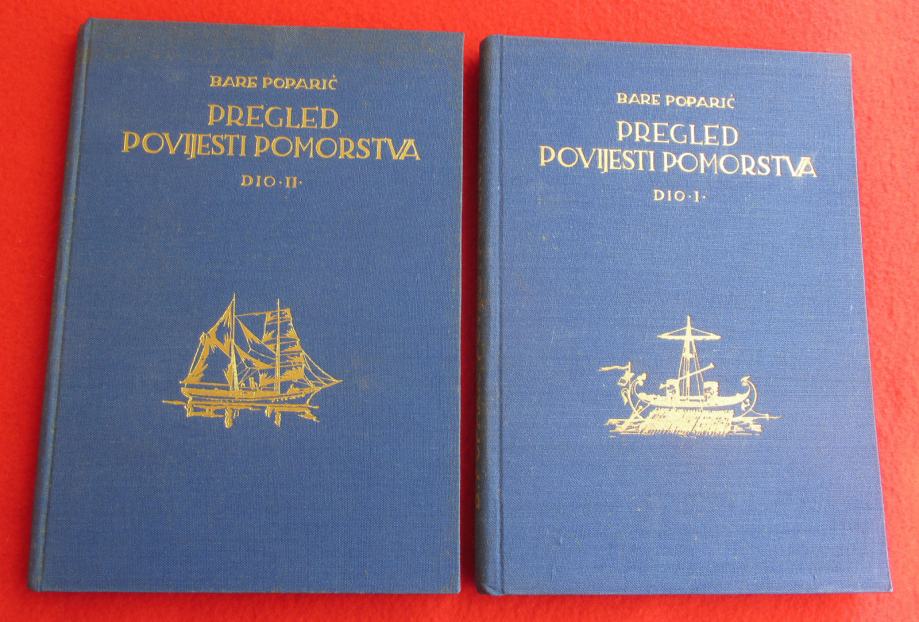 BARE POPARIĆ
PREGLED
POVIJESTI POMORSTVA
DIO·II·
BARE POPARIĆ
PREGLED
POVIJESTI POMORSTVA
DIO·I·